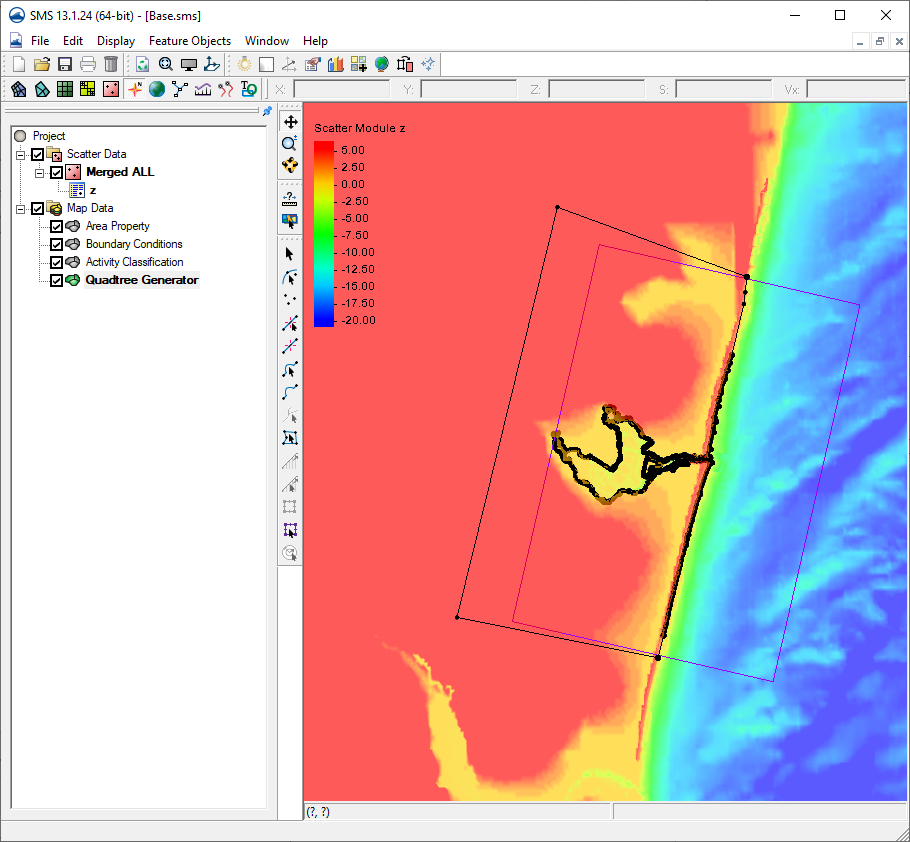 SMS 13.1.24 (64-bit) - [Base.sms]
File Edit Display Feature Objects Window Help
X: Y: Z: S: Vx:
Project
Scatter Data
Merged ALL
z
Map Data
Area Property
Boundary Conditions
Activity Classification
Quadtree Generator
Scatter Module z
5.00
2.50
0.00
-2.50
-5.00
-7.50
-10.00
-12.50
-15.00
-17.50
-20.00
(?, ?)